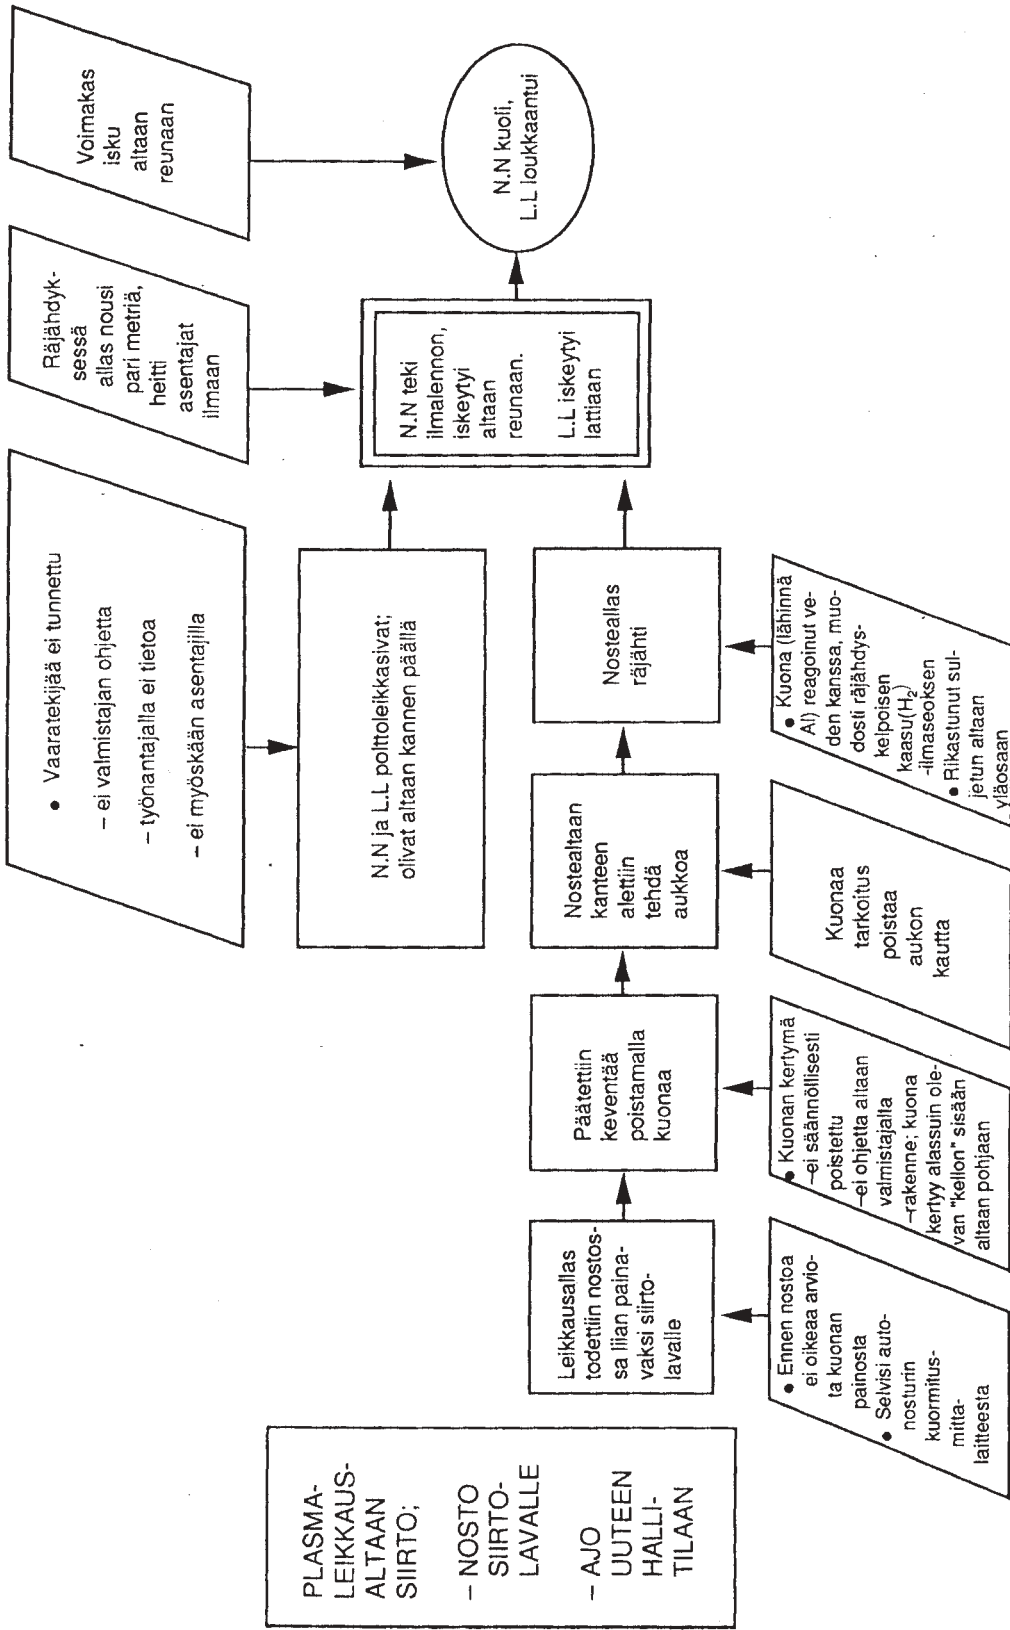 PLASMA-
LEIKKAUS-
ALTAAN
SIIRTO;
– NOSTO
SIIRTO-
LAVALLE
– AJO
UUTEEN
HALLI-
TILAAN
• Vaaratekijää ei tunnettu
– ei valmistajan ohjetta
– työnantajalla ei tietoa
– ei myöskään asentajilla
Räjähdyk-
sessä
allas nousi
pari metriä,
heitti
asentajat
ilmaan
Voimakas
isku
altaan
reunaan
N.N ja L.L polttoleikkasivat;
olivat altaan kannen päällä
N.N teki
ilmalennon,
iskeytyi
altaan
reunaan.
L.L iskeytyi
lattiaan
N.N kuoli,
L.L loukkaantui
Leikkausallas
todettiin nostos-
sa liian paina-
vaksi siirto-
lavalle
Päätettiin
keventää
poistamalla
kuonaa
Nostealtaan
kanteen
alettiin
tehdä
aukkoa
Nosteallas
räjähti
• Ennen nostoa
ei oikeaa arvio-
ta kuonan
painosta
• Selvisi auto-
nosturin
kuormitus-
mitta-
laitteesta
• Kuonan kertymä
–ei säännöllisesti
poistettu
–ei ohjetta altaan
valmistajalla
–rakenne; kuona
kertyy alassuin ole-
van "kellon" sisään
altaan pohjaan
Kuonaa
tarkoitus
poistaa
aukon
kautta
• Kuona (lähinnä
Al) reagoinut ve-
den kanssa, muo-
dosti räjähdys-
kelpoisen
kaasu(H₂)
-ilmaseoksen
• Rikastunut sul-
jetun altaan
yläosaan